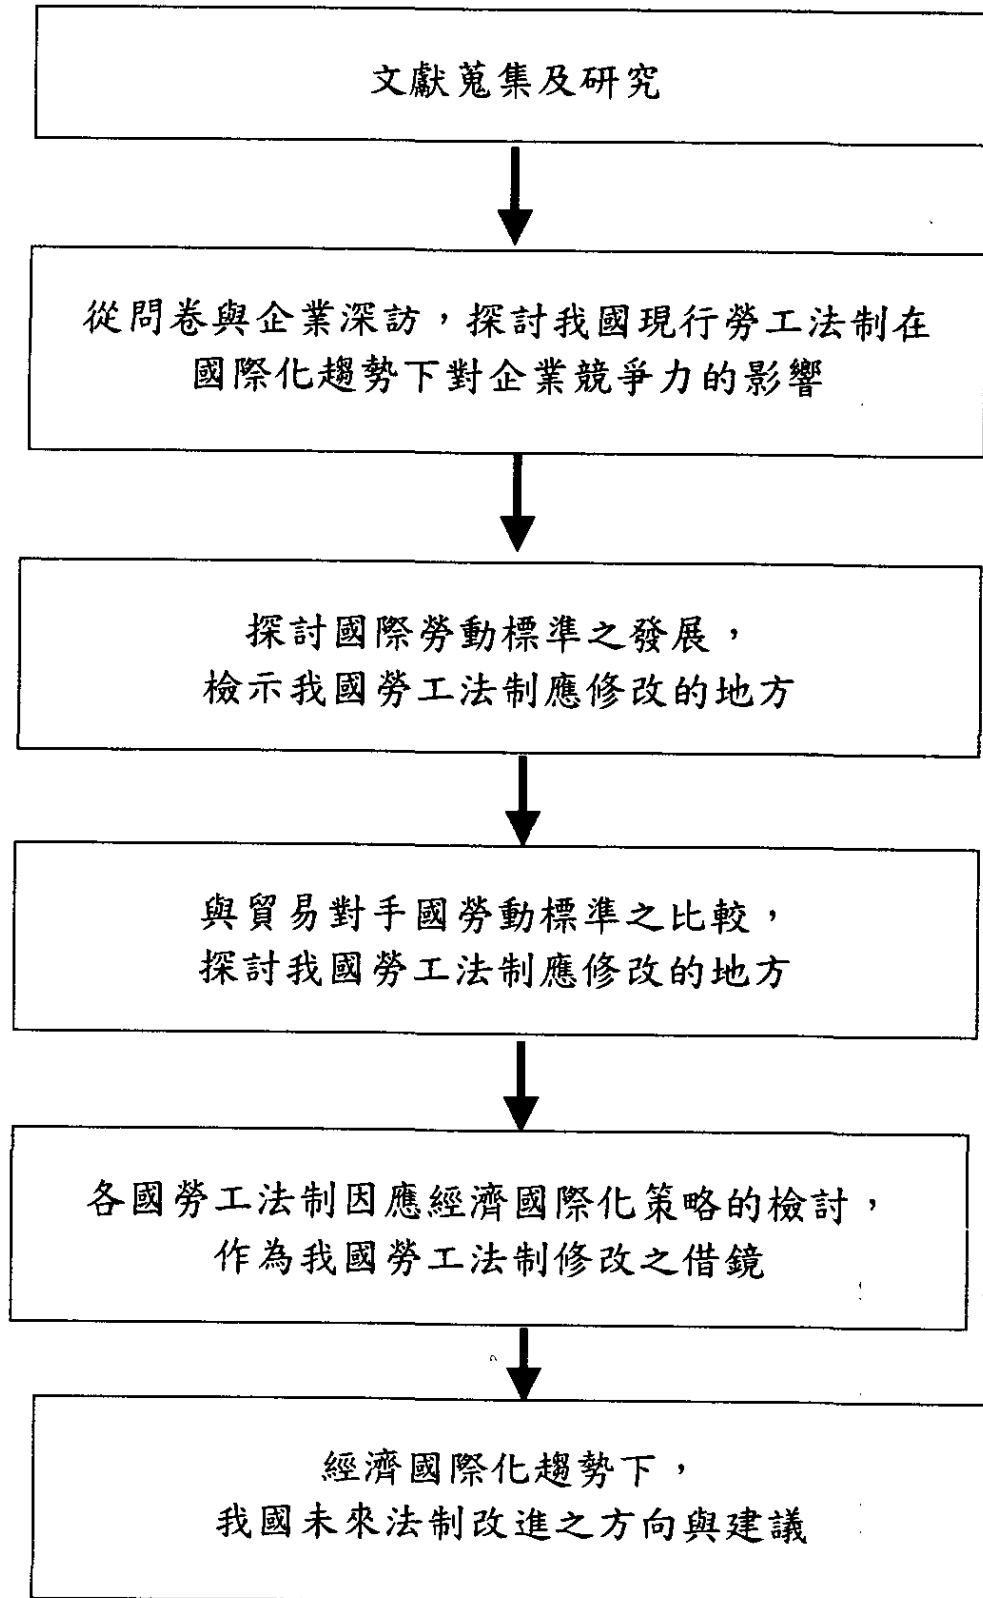 文獻蒐集及研究
從問卷與企業深訪，探討我國現行勞工法制在
國際化趨勢下對企業競爭力的影響
探討國際勞動標準之發展，
檢示我國勞工法制應修改的地方
與貿易對手國勞動標準之比較，
探討我國勞工法制應修改的地方
各國勞工法制因應經濟國際化策略的檢討，
作為我國勞工法制修改之借鏡
經濟國際化趨勢下，
我國未來法制改進之方向與建議